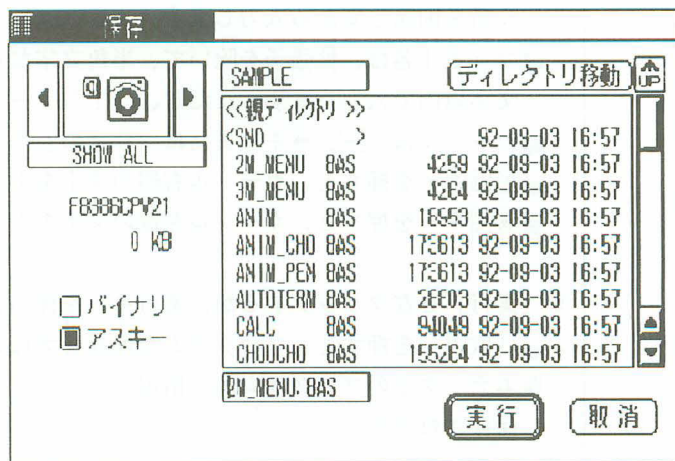 保存
C
SHOW ALL
F8386CPV21
0 KB
バイナリ
アスキー
SAMPLE
ディレクトリ移動
UP
<<親ディレクトリ >>
<SND > 92-09-03 16:57
2M_MENU BAS 4259 92-09-03 16:57
3M_MENU BAS 4264 92-09-03 16:57
ANIM BAS 16953 92-09-03 16:57
ANIM_CHO BAS 173613 92-09-03 16:57
ANIM_PEN BAS 173613 92-09-03 16:57
AUTOTERM BAS 26603 92-09-03 16:57
CALC BAS 94049 92-09-03 16:57
CHOUCHO BAS 155264 92-09-03 16:57
2M_MENU.BAS
実行
取消